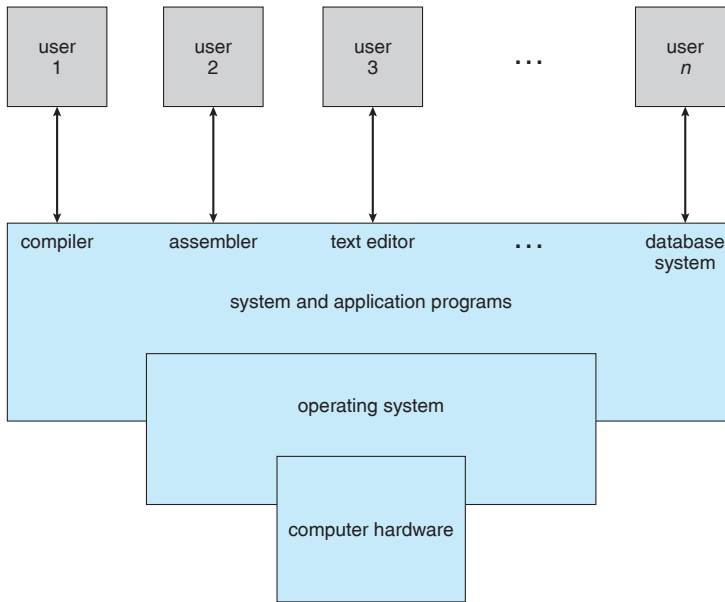 user
1
user
2
user
3
...
user
n
compiler
assembler
text editor
...
database
system
system and application programs
operating system
computer hardware